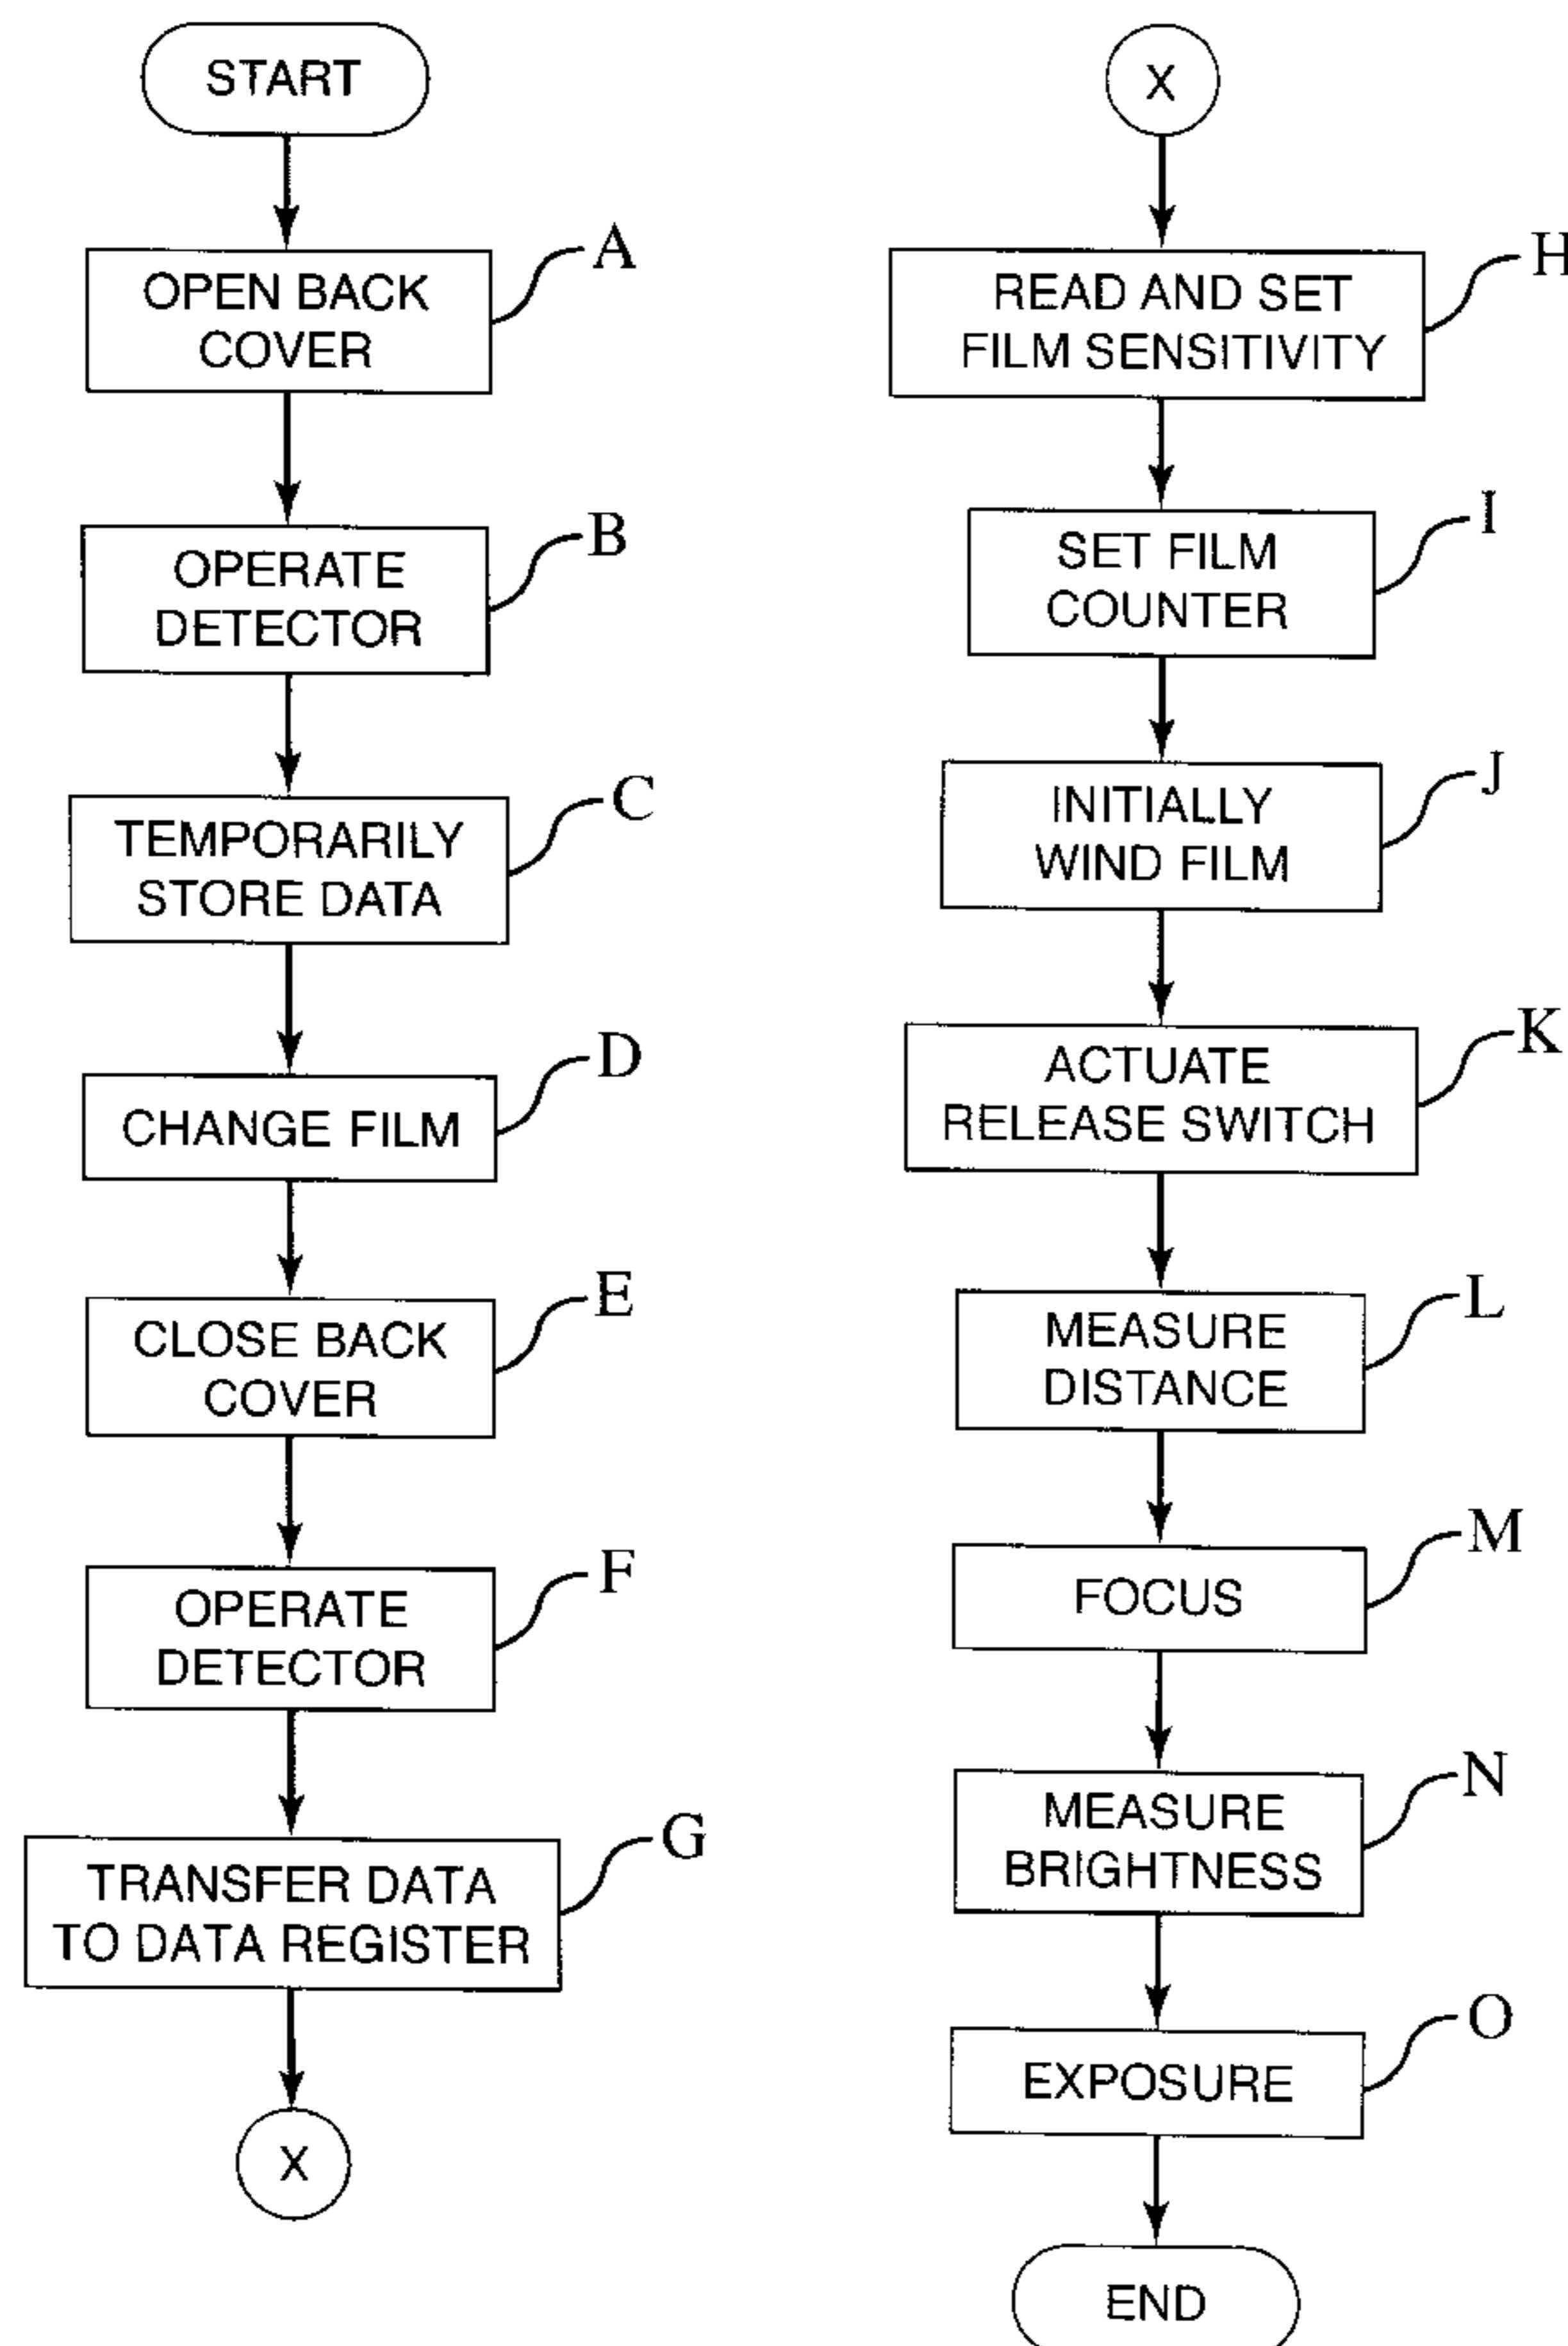 START
A
OPEN BACK
COVER
B
OPERATE
DETECTOR
C
TEMPORARILY
STORE DATA
D
CHANGE FILM
E
CLOSE BACK
COVER
F
OPERATE
DETECTOR
G
TRANSFER DATA
TO DATA REGISTER
X
X
H
READ AND SET
FILM SENSITIVITY
I
SET FILM
COUNTER
J
INITIALLY
WIND FILM
K
ACTUATE
RELEASE SWITCH
L
MEASURE
DISTANCE
M
FOCUS
N
MEASURE
BRIGHTNESS
O
EXPOSURE
END